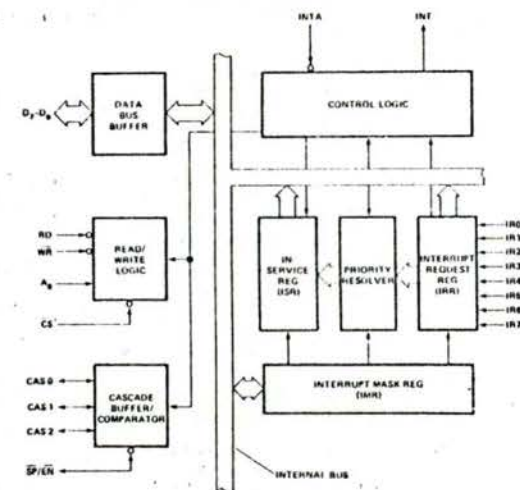 INTA
INT
DATA
BUS
BUFFER
D7-D0
CONTROL LOGIC
RD
WR
A0
CS
READ/
WRITE
LOGIC
IN
SERVICE
REG
(ISR)
PRIORITY
RESOLVER
INTERRUPT
REQUEST
REG
(IRR)
IR0
IR1
IR2
IR3
IR4
IR5
IR6
IR7
CAS 0
CAS 1
CAS 2
SP/EN
CASCADE
BUFFER/
COMPARATOR
INTERRUPT MASK REG
(IMR)
INTERNAL BUS